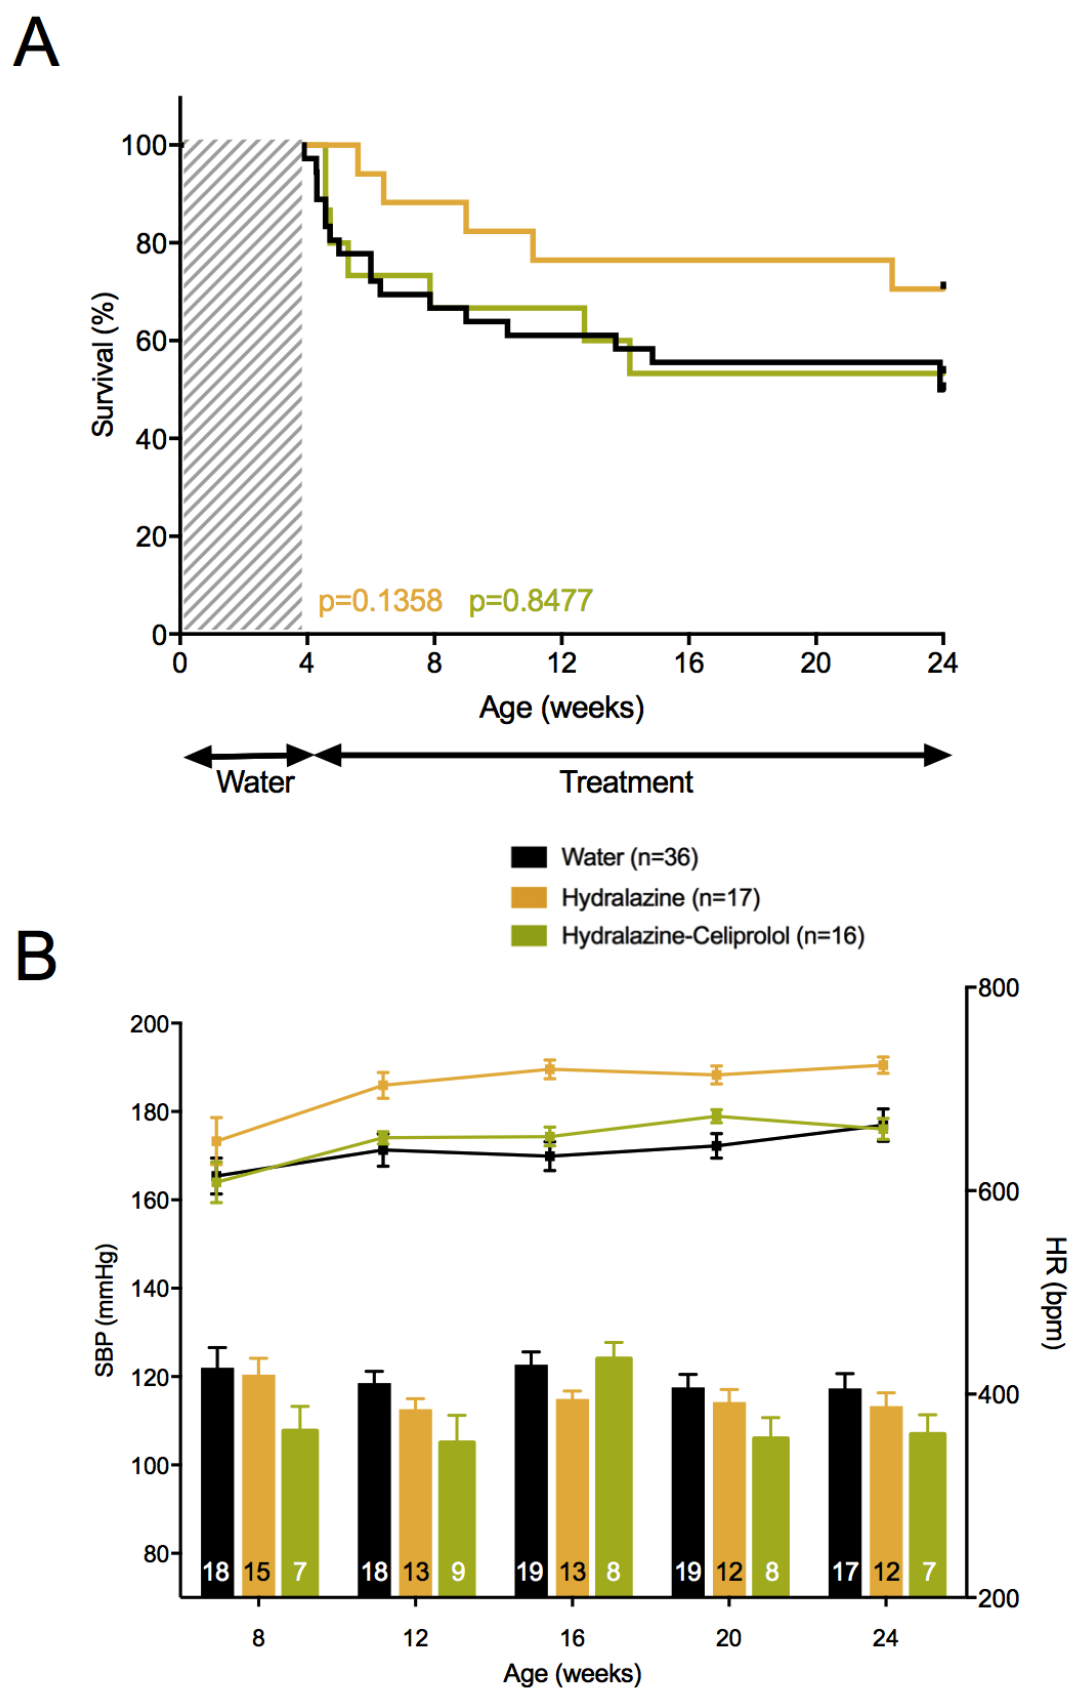 A
Survival (%)
100
80
60
40
20
0
p=0.1358 p=0.8477
0 4 8 12 16 20 24
Age (weeks)
Water Treatment
Water (n=36)
Hydralazine (n=17)
Hydralazine-Celiprolol (n=16)
B
SBP (mmHg)
200
180
160
140
120
100
80
HR (bpm)
800
600
400
200
18 15 7 18 13 9 19 13 8 19 12 8 17 12 7
8 12 16 20 24
Age (weeks)